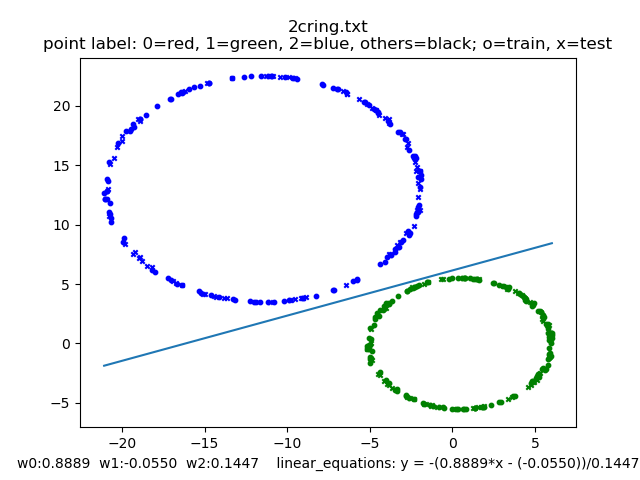 2cring.txt
point label: 0=red, 1=green, 2=blue, others=black; o=train, x=test
20
15
10
5
0
−5
−20 −15 −10 −5 0 5
w0:0.8889 w1:-0.0550 w2:0.1447 linear_equations: y = -(0.8889*x - (-0.0550))/0.1447